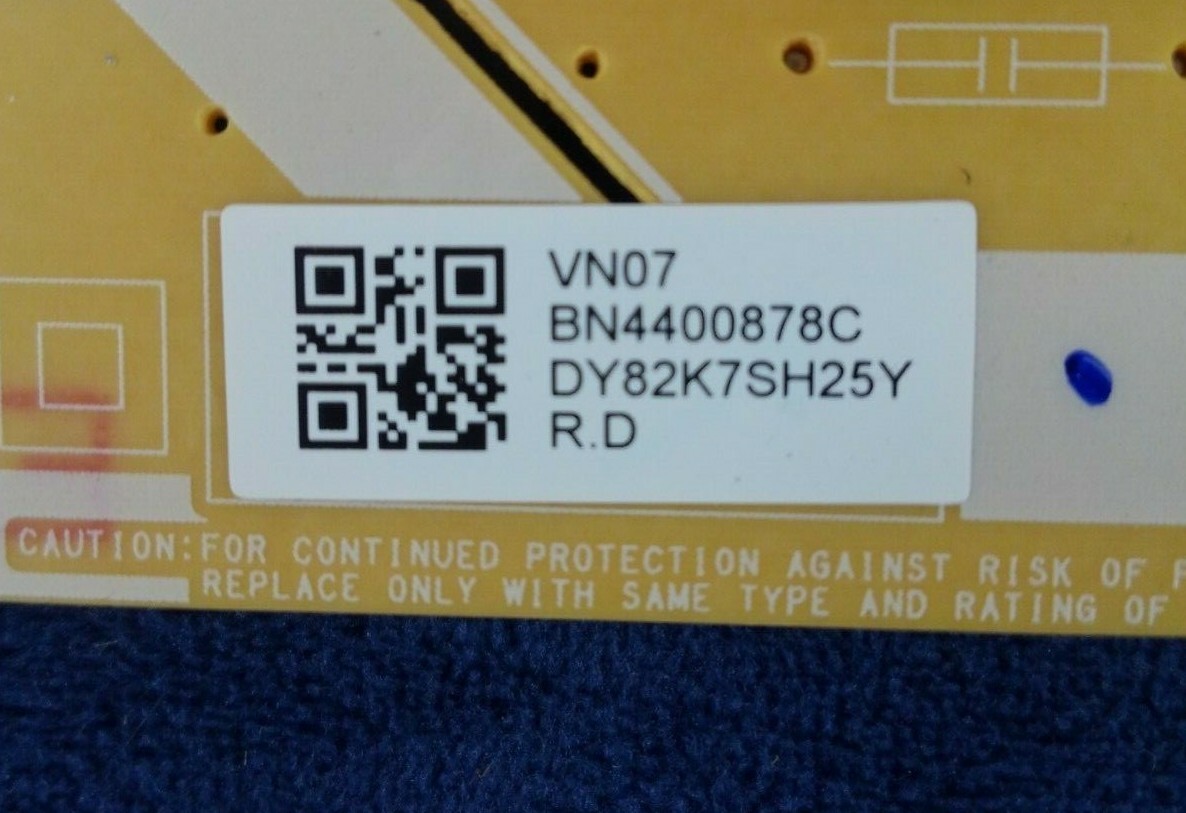 VN07
BN4400878C
DY82K7SH25Y
R.D
CAUTION:FOR CONTINUED PROTECTION AGAINST RISK OF
REPLACE ONLY WITH SAME TYPE AND RATING OF